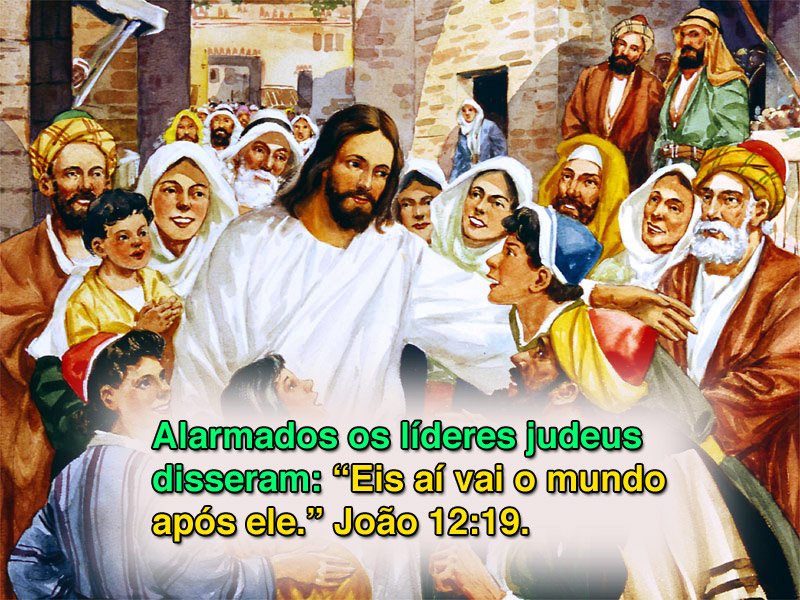 Alarmados os líderes judeus
disseram: “Eis aí vai o mundo
após ele.” João 12:19.